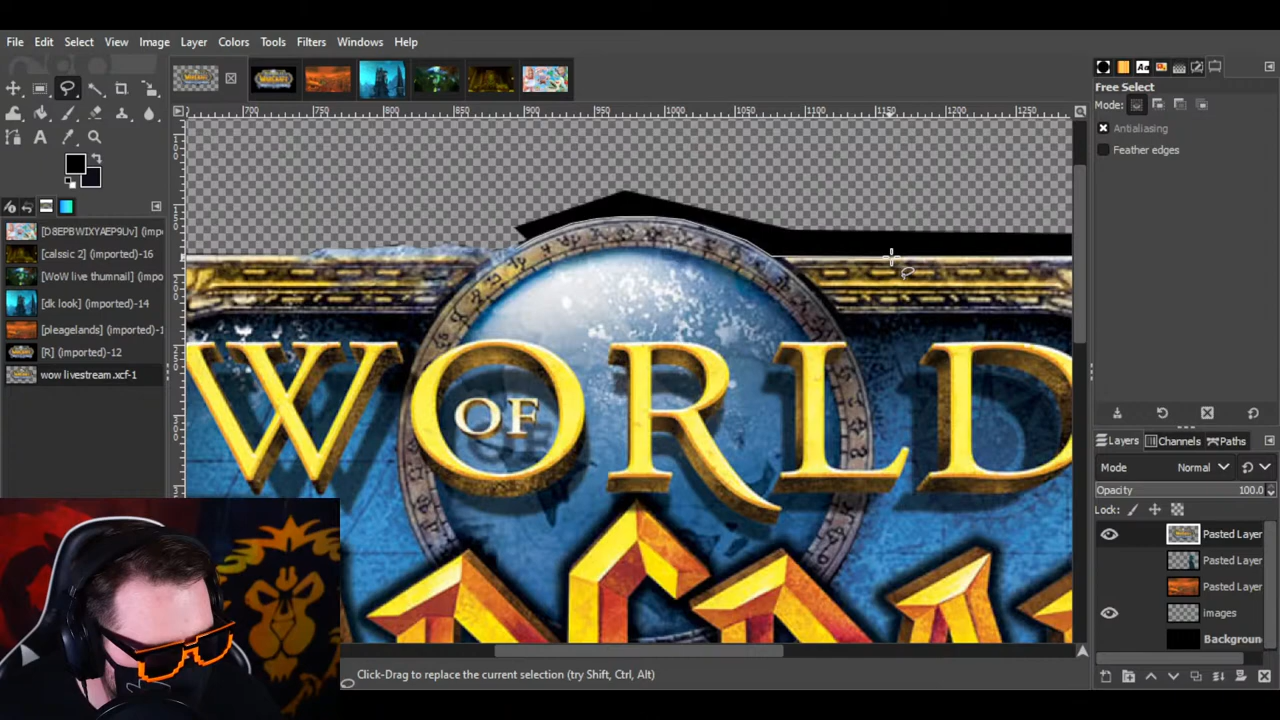 File Edit Select View Image Layer Colors Tools Filters Windows Help
700 750 800 850 900 950 1000 1050 1100 1150 1200 1250
Free Select
Mode:
Antialiasing
Feather edges
[D8EPBWIXYAEP9Uv] (impo
[calssic 2] (imported)-16
[WoW live thumnail] (impo
[dk look] (imported)-14
[pleagelands] (imported)-1
[R] (imported)-12
wow livestream.xcf-1
WORLD
OF
Layers Channels Paths
Mode Normal
Opacity 100.0
Lock:
Pasted Layer
Pasted Layer
Pasted Layer
images
Backgroun
Click-Drag to replace the current selection (try Shift, Ctrl, Alt)